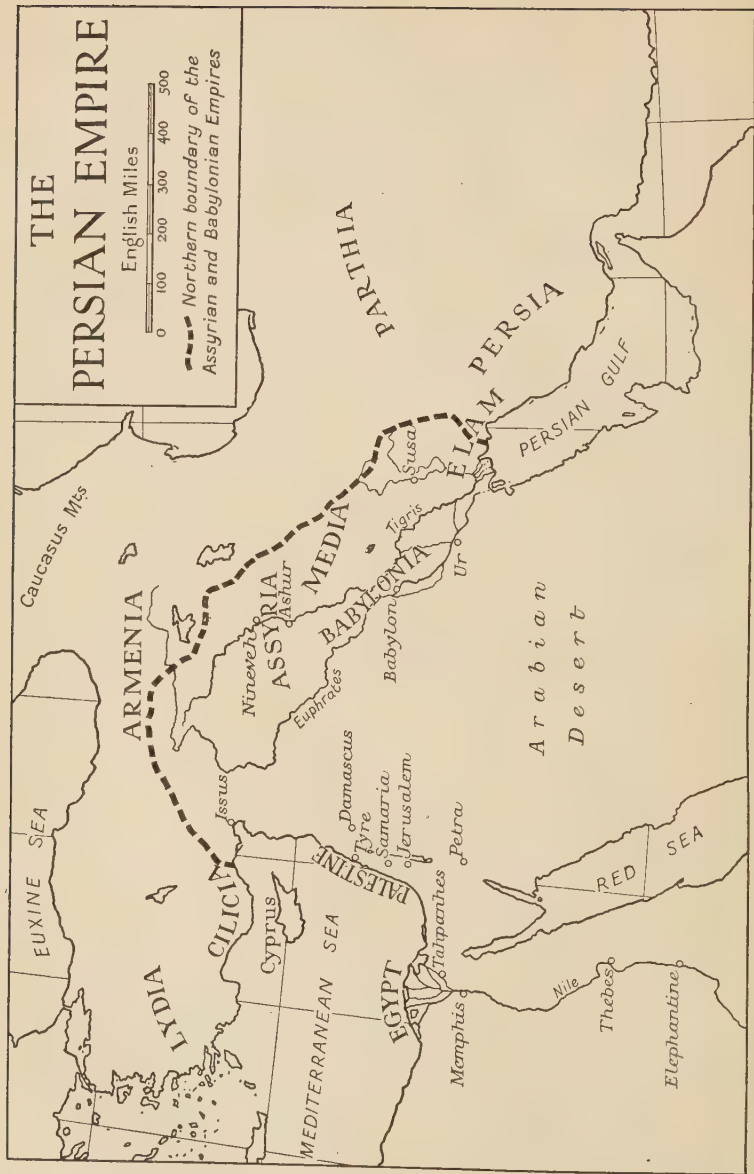 THE
PERSIAN EMPIRE
English Miles
0 100 200 300 400 500
Northern boundary of the
Assyrian and Babylonian Empires
Caucasus Mts
EUXINE SEA
ARMENIA
PARTHIA
LYDIA
CILICIA
Issus
Nineveh
ASSYRIA
Ashur
MEDIA
Cyprus
MEDITERRANEAN SEA
Euphrates
Tigris
Susa
ELAM
PERSIA
BABYLONIA
Babylon
Ur
PERSIAN GULF
Damascus
Tyre
Samaria
Jerusalem
PALESTINE
Petra
Arabian
Desert
EGYPT
Tahpanhes
Memphis
Nile
RED SEA
Thebes
Elephantine